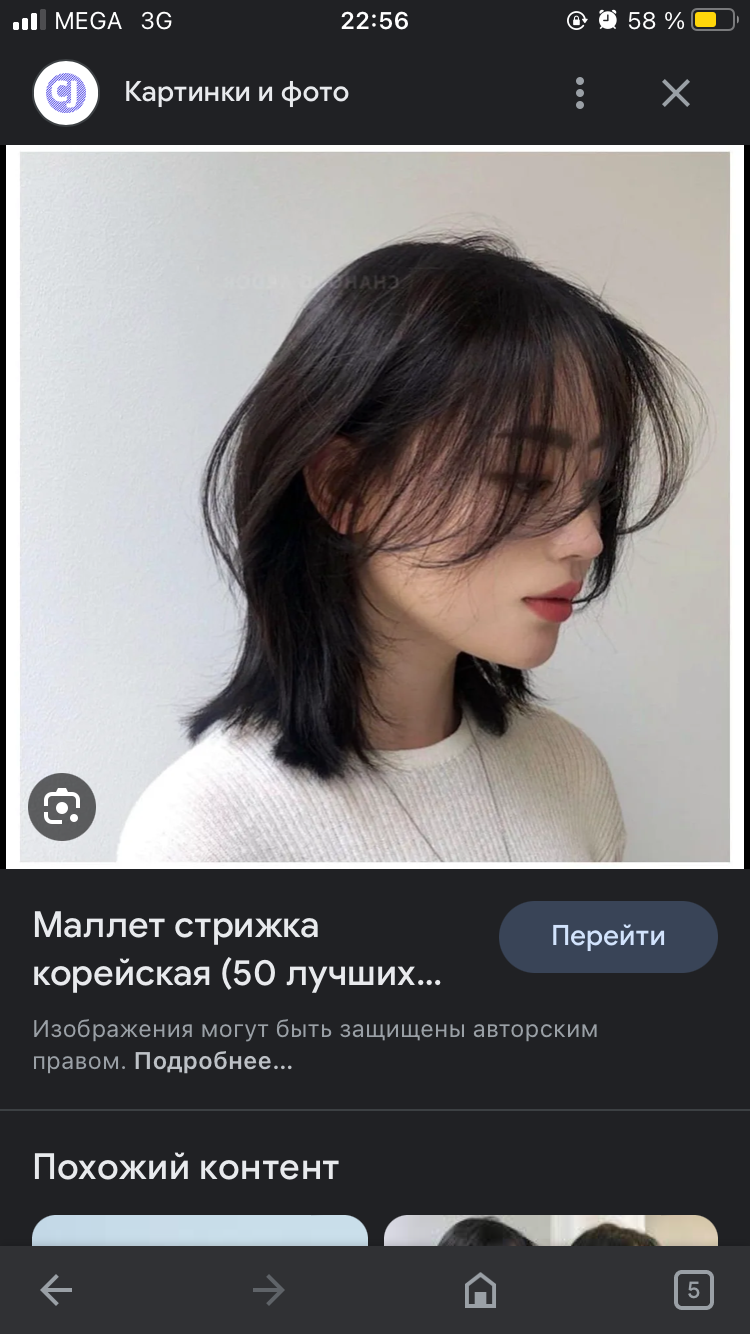 MEGA 3G 22:56 58 %
CJ Картинки и фото
Маллет стрижка
корейская (50 лучших...
Перейти
Изображения могут быть защищены авторским
правом. Подробнее...
Похожий контент
5